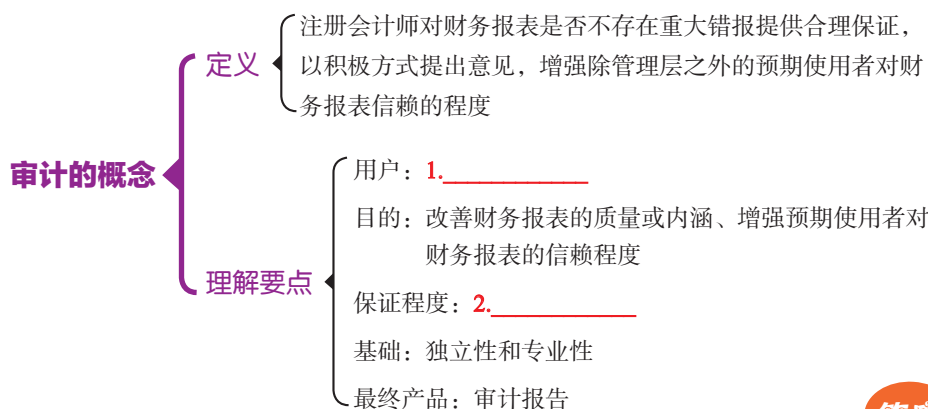 注册会计师对财务报表是否不存在重大错报提供合理保证，
定义
以积极方式提出意见，增强除管理层之外的预期使用者对财
务报表信赖的程度
审计的概念
用户：1.____________
目的：改善财务报表的质量或内涵、增强预期使用者对
财务报表的信赖程度
理解要点
保证程度：2.____________
基础：独立性和专业性
最终产品：审计报告